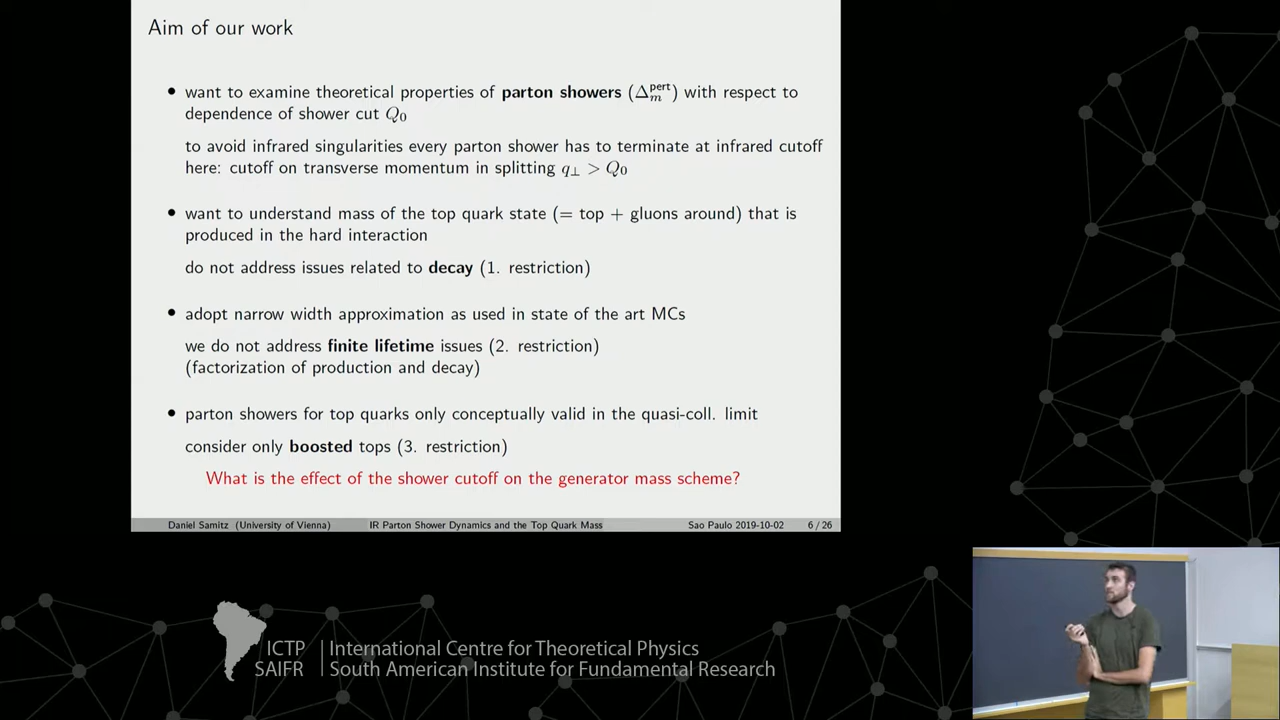 Aim of our work
• want to examine theoretical properties of parton showers (Δₘᵖᵉʳᵗ) with respect to
dependence of shower cut Q₀
to avoid infrared singularities every parton shower has to terminate at infrared cutoff
here: cutoff on transverse momentum in splitting q⊥ > Q₀
• want to understand mass of the top quark state (= top + gluons around) that is
produced in the hard interaction
do not address issues related to decay (1. restriction)
• adopt narrow width approximation as used in state of the art MCs
we do not address finite lifetime issues (2. restriction)
(factorization of production and decay)
• parton showers for top quarks only conceptually valid in the quasi-coll. limit
consider only boosted tops (3. restriction)
What is the effect of the shower cutoff on the generator mass scheme?
Daniel Samitz (University of Vienna) IR Parton Shower Dynamics and the Top Quark Mass Sao Paulo 2019-10-02 6 / 26
ICTP | International Centre for Theoretical Physics
SAIFR | South American Institute for Fundamental Research